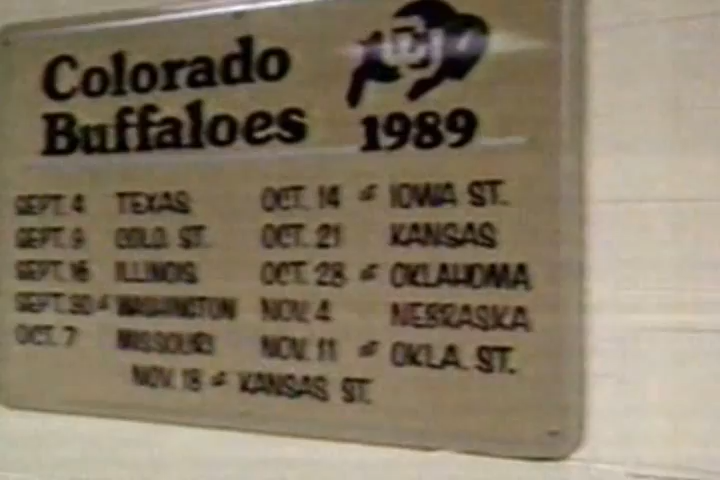 Colorado
Buffaloes
CU
1989
SEPT. 4 TEXAS
SEPT. 9 COLO. ST.
SEPT. 16 ILLINOIS
SEPT. 30 @ WASHINGTON
OCT. 7 MISSOURI
OCT. 14 @ IOWA ST.
OCT. 21 KANSAS
OCT. 28 @ OKLAHOMA
NOV. 4 NEBRASKA
NOV. 11 @ OKLA. ST.
NOV. 18 @ KANSAS ST.